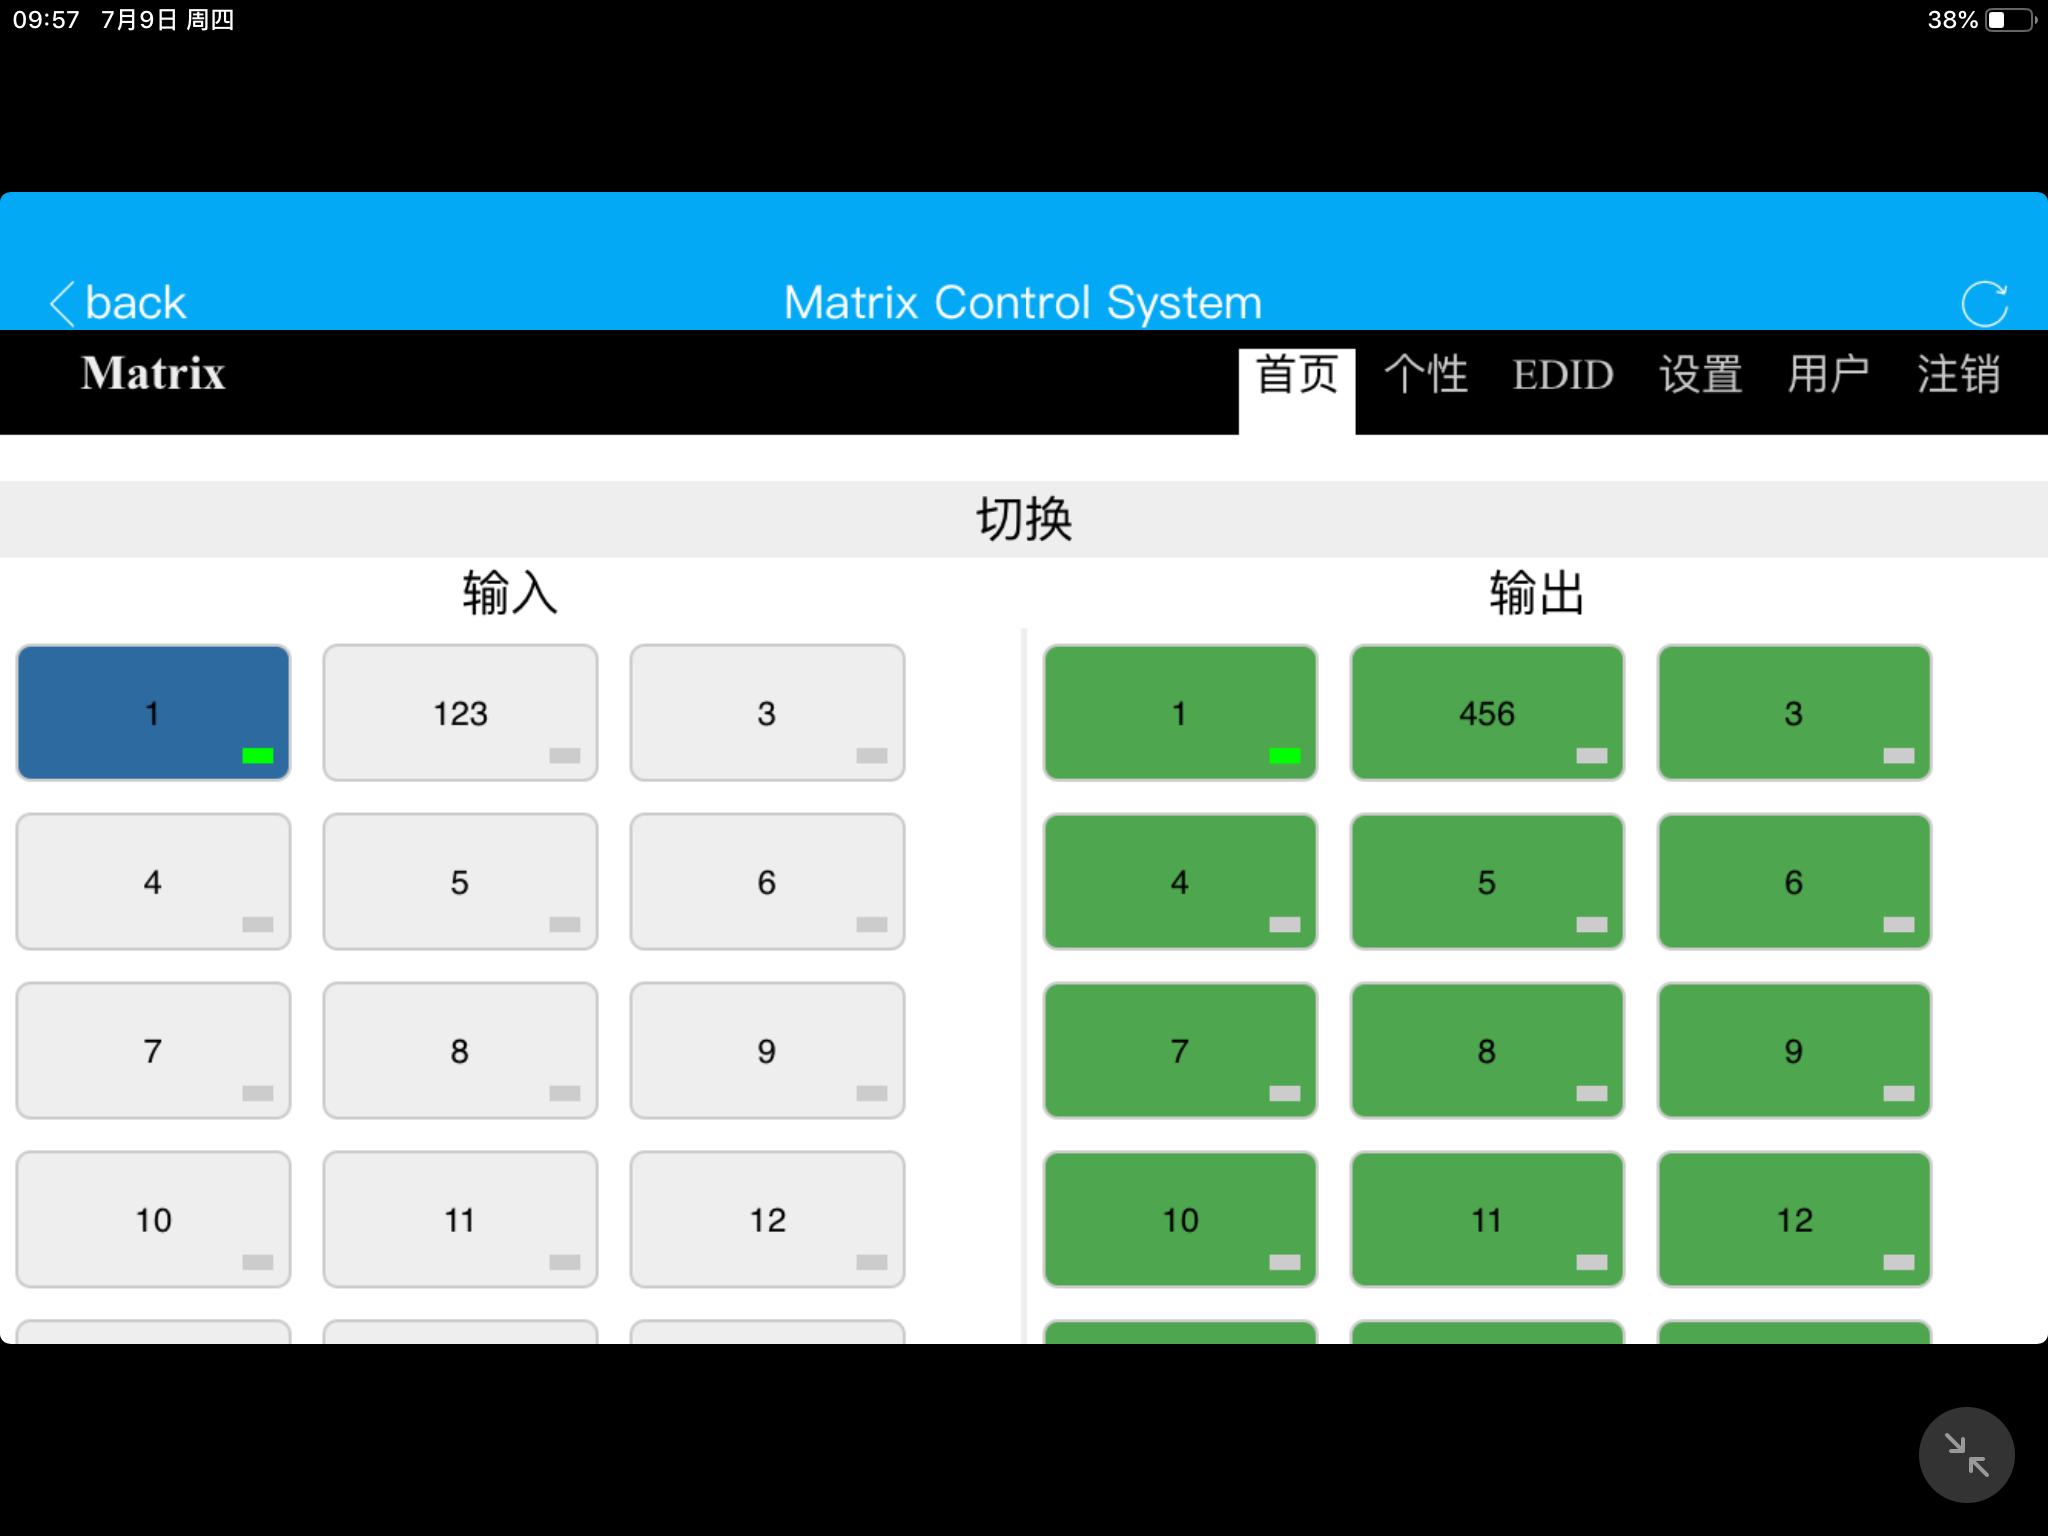 09:57 7月9日 周四 38%
back Matrix Control System
Matrix 首页 个性 EDID 设置 用户 注销
切换
输入 输出
1 123 3 1 456 3
4 5 6 4 5 6
7 8 9 7 8 9
10 11 12 10 11 12